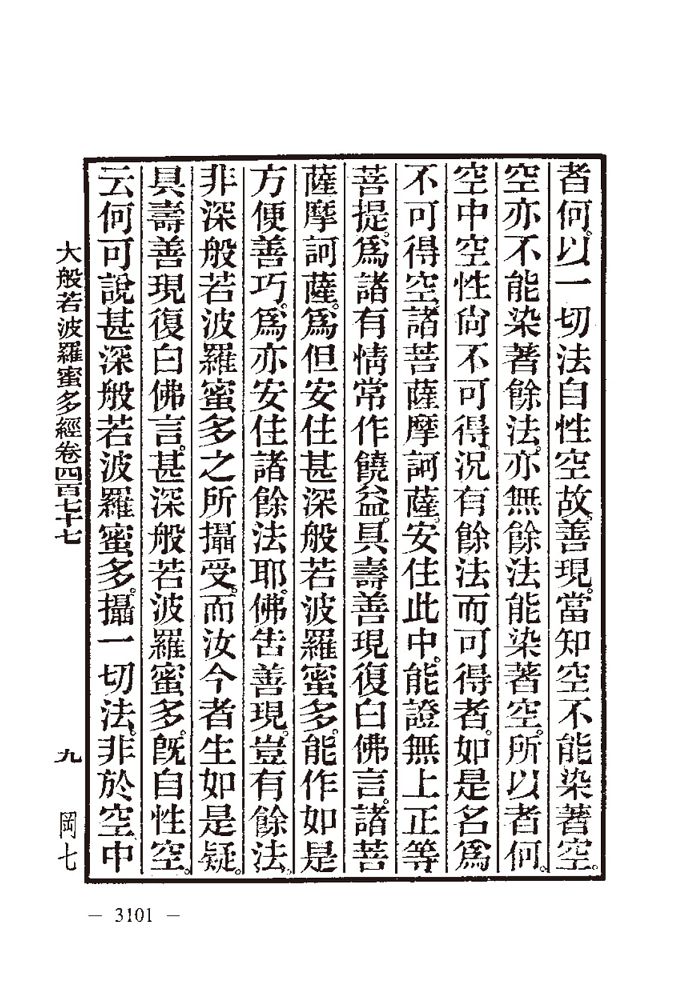 者何。以一切法自性空故。善現。當知空不能染著空。
空亦不能染著餘法。亦無餘法能染著空。所以者何。
空中空性尙不可得。況有餘法而可得者。如是名爲
不可得空。諸菩薩摩訶薩。安住此中。能證無上正等
菩提。爲諸有情常作饒益。具壽善現復白佛言。諸菩
薩摩訶薩。爲但安住甚深般若波羅蜜多。能作如是
方便善巧。爲亦安住諸餘法耶。佛告善現。豈有餘法。
非深般若波羅蜜多之所攝受。而汝今者生如是疑。
具壽善現復白佛言。甚深般若波羅蜜多。旣自性空。
云何可說甚深般若波羅蜜多。攝一切法。非於空中
大般若波羅蜜多經卷四百七十七 九 岡七
— 3101 —